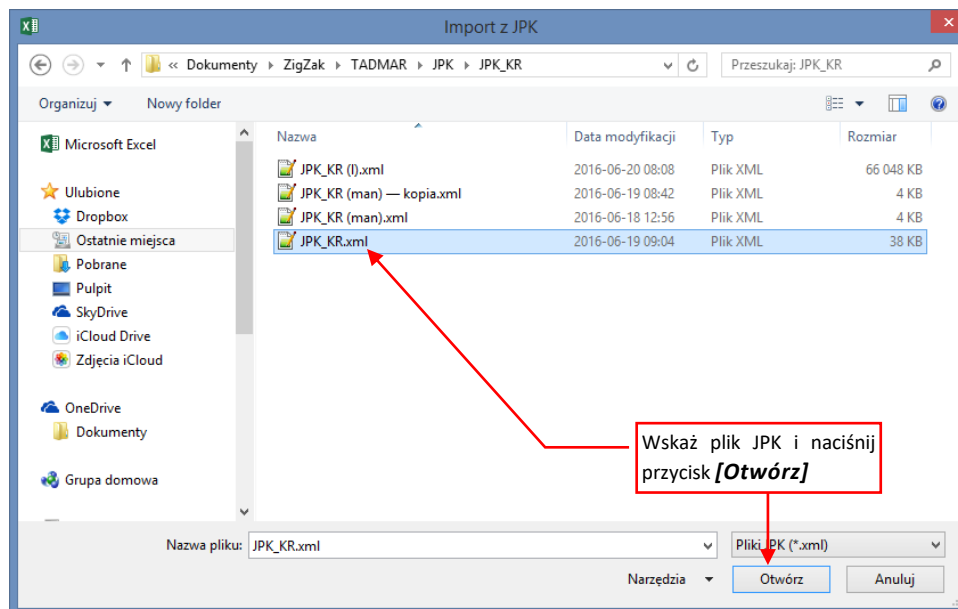 Import z JPK
« Dokumenty ▸ ZigZak ▸ TADMAR ▸ JPK ▸ JPK_KR
Przeszukaj: JPK_KR
Organizuj Nowy folder
Nazwa Data modyfikacji Typ Rozmiar
Microsoft Excel
Ulubione
Dropbox
Ostatnie miejsca
Pobrane
Pulpit
SkyDrive
iCloud Drive
Zdjęcia iCloud
OneDrive
Dokumenty
Grupa domowa
JPK_KR (I).xml 2016-06-20 08:08 Plik XML 66 048 KB
JPK_KR (man) — kopia.xml 2016-06-19 08:42 Plik XML 4 KB
JPK_KR (man).xml 2016-06-18 12:56 Plik XML 4 KB
JPK_KR.xml 2016-06-19 09:04 Plik XML 38 KB
Wskaż plik JPK i naciśnij
przycisk [Otwórz]
Nazwa pliku: JPK_KR.xml Pliki JPK (*.xml)
Narzędzia Otwórz Anuluj